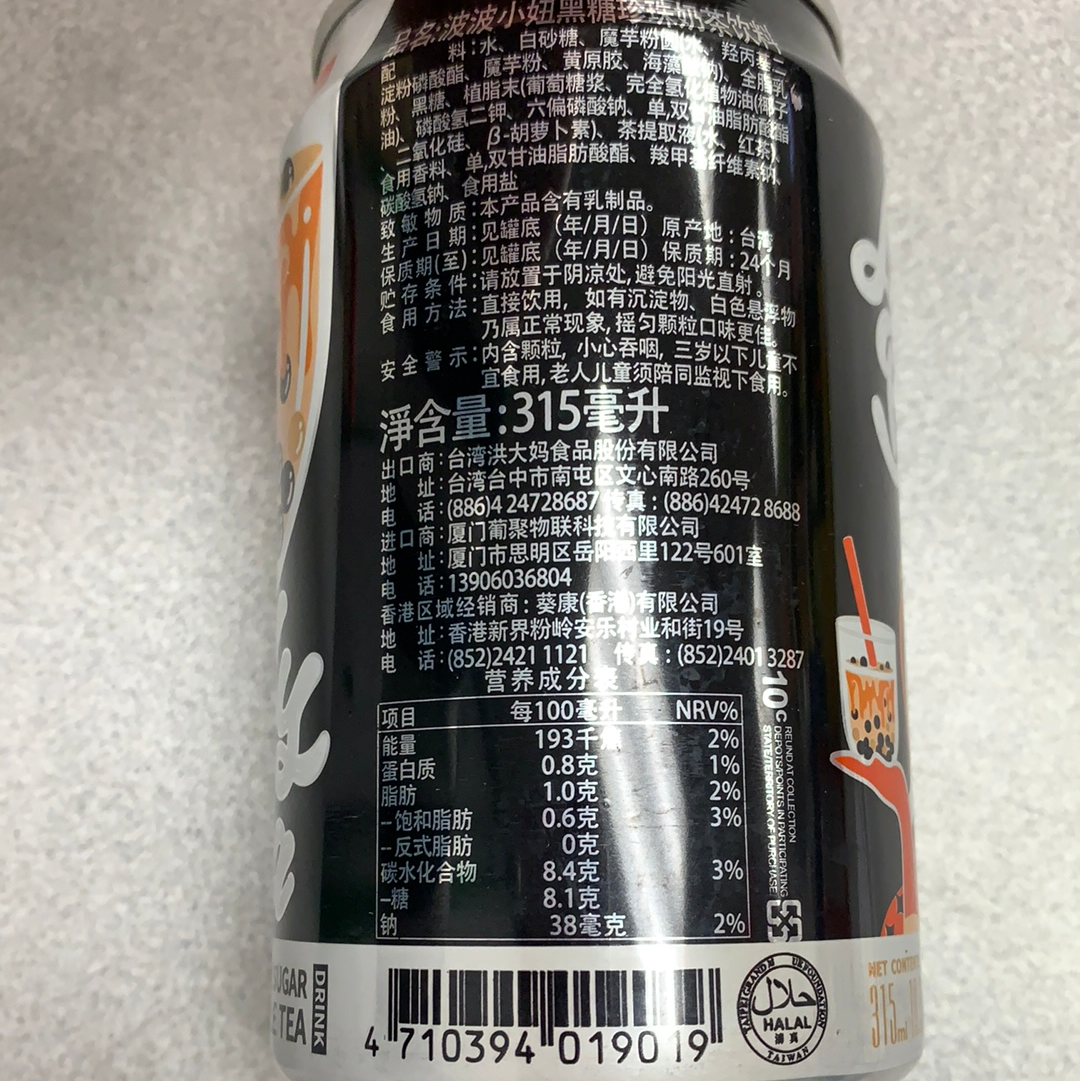 品名:波波小妞黑糖珍珠奶茶饮料
配 料:水、白砂糖、魔芋粉圆(水、羟丙基二
淀粉磷酸酯、魔芋粉、黄原胶、海藻酸钠)、全脂乳
粉、黑糖、植脂末(葡萄糖浆、完全氢化植物油(椰子
油)、磷酸氢二钾、六偏磷酸钠、单,双甘油脂肪酸酯
、二氧化硅、β-胡萝卜素)、茶提取液(水、红茶)、
食用香料、单,双甘油脂肪酸酯、羧甲基纤维素钠、
碳酸氢钠、食用盐
致敏物质:本产品含有乳制品。
生产日期:见罐底(年/月/日)原产地:台湾
保质期(至):见罐底(年/月/日)保质期:24个月
贮存条件:请放置于阴凉处,避免阳光直射。
食用方法:直接饮用,如有沉淀物、白色悬浮物
乃属正常现象,摇匀颗粒口味更佳。
安全警示:内含颗粒,小心吞咽,三岁以下儿童不
宜食用,老人儿童须陪同监视下食用。
淨含量:315毫升
出口商:台湾洪大妈食品股份有限公司
地 址:台湾台中市南屯区文心南路260号
电 话:(886)4 24728687 传真:(886)42472 8688
进口商:厦门葡聚物联科技有限公司
地 址:厦门市思明区岳阳西里122号601室
电 话:13906036804
香港区域经销商:葵康(香港)有限公司
地 址:香港新界粉岭安乐村业和街19号
电 话:(852)2421 1121 传真:(852)2401 3287
营养成分表
项目 每100毫升 NRV%
能量 193千焦 2%
蛋白质 0.8克 1%
脂肪 1.0克 2%
--饱和脂肪 0.6克 3%
--反式脂肪 0克
碳水化合物 8.4克 3%
--糖 8.1克
钠 38毫克 2%
10c REUND AT COLLECTION
DEPOTS/POINTS IN PARTICIPATING
STATE/TERRITORY OF PURCHASE
SUGAR
TEA
DRINK
4 710394 019019
TAIPEI GRAND M UE FOUNDATION
حلال
HALAL
清真
TAIWAN
NET CONTENT
315ml